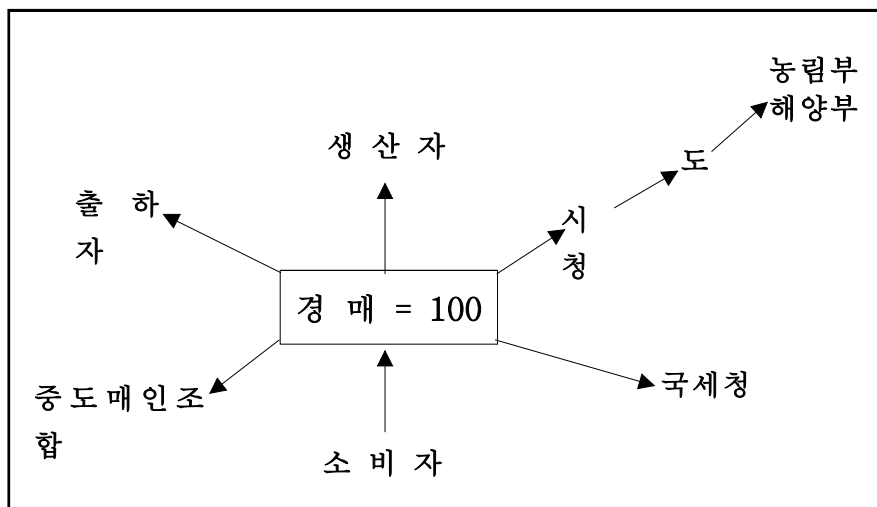 농림부
해양부
도
생 산 자
출 하
자
시
청
경 매 = 100
국세청
중도매인조
합
소 비 자